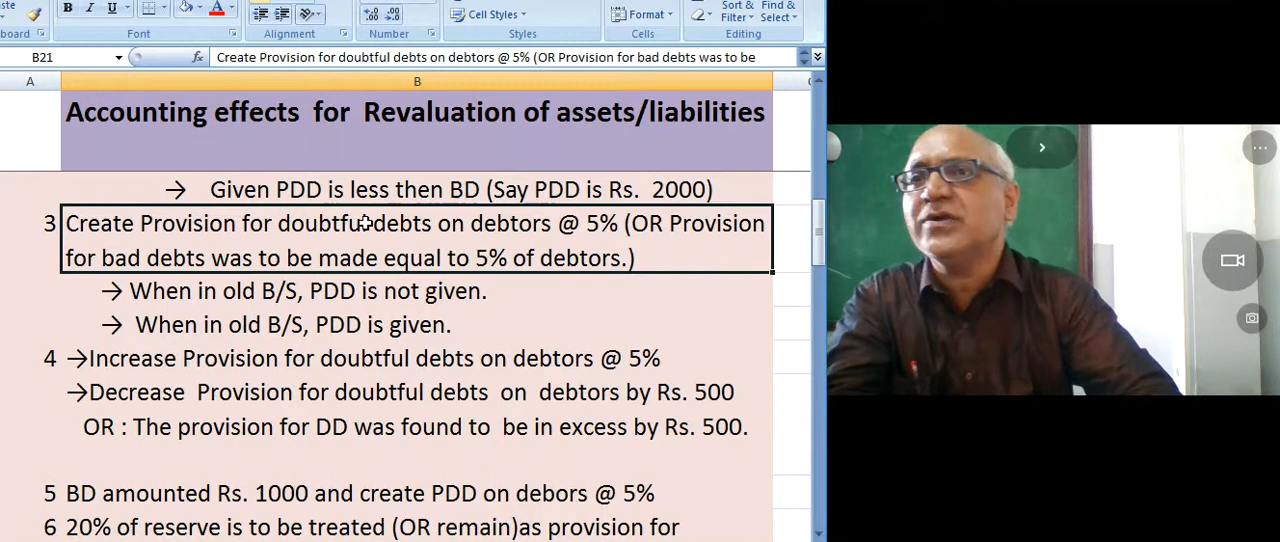 aste
board
B I U
A
Font
Alignment
Number
Cell Styles
Styles
Format
Cells
Sort &
Filter
Find &
Select
Editing
B21
fx
Create Provision for doubtful debts on debtors @ 5% (OR Provision for bad debts was to be
A
B
Accounting effects for Revaluation of assets/liabilities
→ Given PDD is less then BD (Say PDD is Rs. 2000)
3 Create Provision for doubtful debts on debtors @ 5% (OR Provision
for bad debts was to be made equal to 5% of debtors.)
→ When in old B/S, PDD is not given.
→ When in old B/S, PDD is given.
4 →Increase Provision for doubtful debts on debtors @ 5%
→Decrease Provision for doubtful debts on debtors by Rs. 500
OR : The provision for DD was found to be in excess by Rs. 500.
5 BD amounted Rs. 1000 and create PDD on debors @ 5%
6 20% of reserve is to be treated (OR remain)as provision for